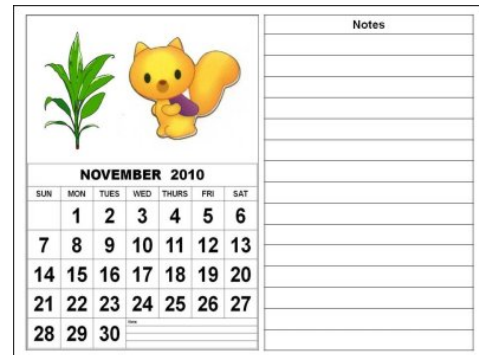 Notes
NOVEMBER 2010
SUN MON TUES WED THURS FRI SAT
1 2 3 4 5 6
7 8 9 10 11 12 13
14 15 16 17 18 19 20
21 22 23 24 25 26 27
28 29 30